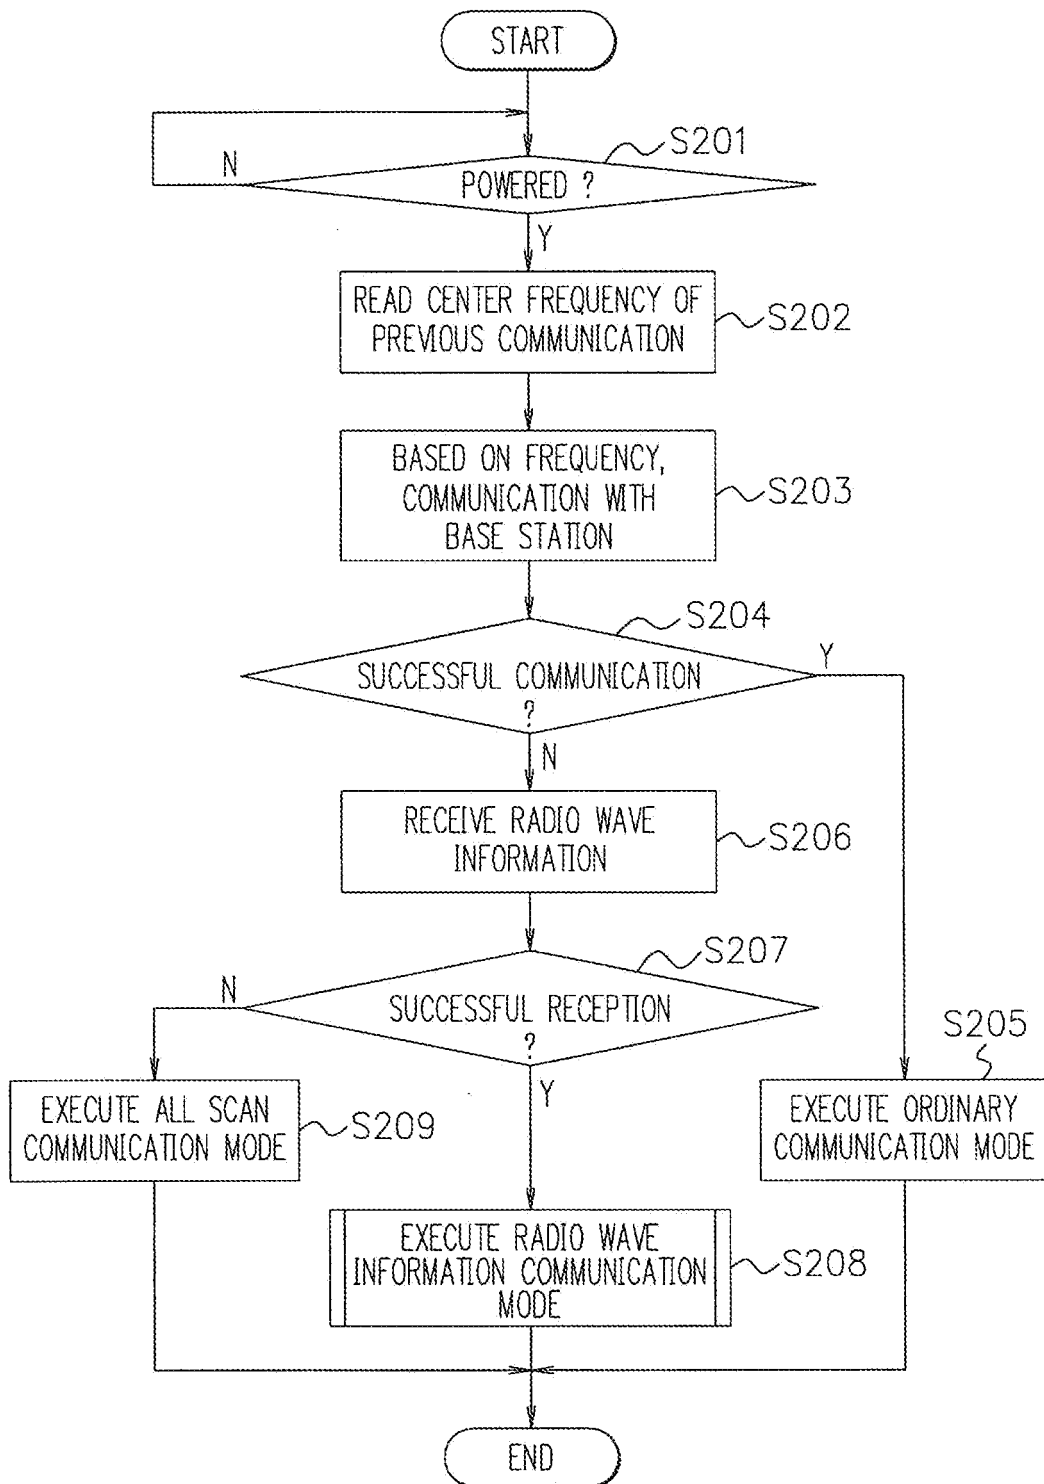 START
S201
N
POWERED ?
Y
READ CENTER FREQUENCY OF
PREVIOUS COMMUNICATION
S202
BASED ON FREQUENCY,
COMMUNICATION WITH
BASE STATION
S203
S204
Y
SUCCESSFUL COMMUNICATION
?
N
RECEIVE RADIO WAVE
INFORMATION
S206
S207
N
SUCCESSFUL RECEPTION
?
Y
S205
EXECUTE ALL SCAN
COMMUNICATION MODE
S209
EXECUTE ORDINARY
COMMUNICATION MODE
EXECUTE RADIO WAVE
INFORMATION COMMUNICATION
MODE
S208
END